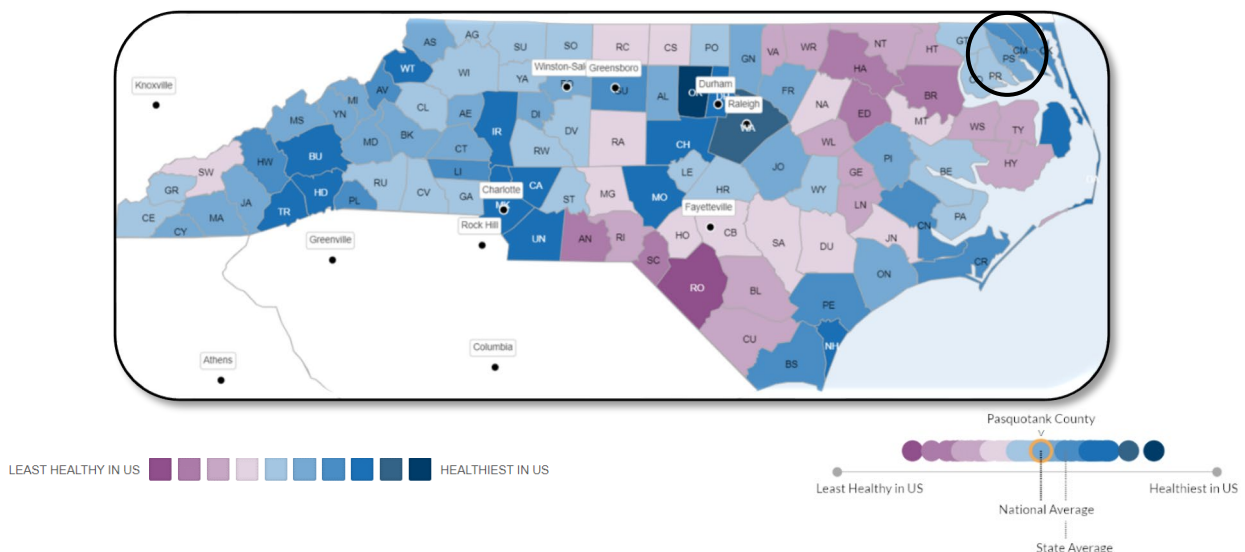 AS
AG
SU
SO
RC
CS
PO
GN
VA
WR
NT
HT
GT
CM
PS
PR
WT
WI
YA
Winston-Sal
Greensboro
Durham
Raleigh
HA
FR
BR
NA
Knoxville
AV
MI
YN
MS
CL
AE
DI
AL
ED
MT
WS
TY
MD
BK
CT
IR
DV
RW
RA
CH
WL
HY
SW
HW
BU
LI
JO
PI
BE
GE
GR
JA
HD
RU
CV
GA
CA
Charlotte
ST
MG
MO
LE
HR
WY
LN
PA
CE
MA
CY
TR
PL
Rock Hill
UN
AN
RI
Fayetteville
HO
CB
SA
DU
JN
CN
Greenville
SC
RO
BL
ON
CR
PE
CU
NH
BS
Columbia
Athens
Pasquotank County
LEAST HEALTHY IN US
HEALTHIEST IN US
Least Healthy in US
Healthiest in US
National Average
State Average